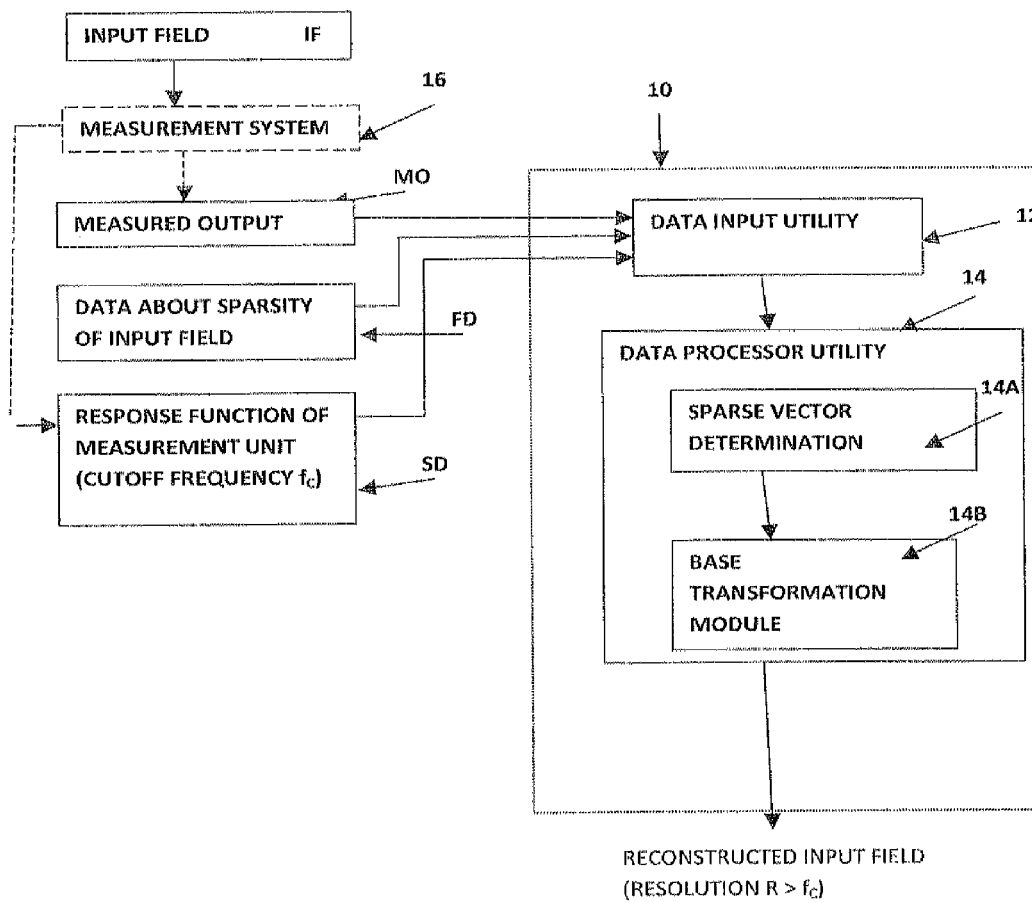 INPUT FIELD IF
16
MEASUREMENT SYSTEM
MO
MEASURED OUTPUT
DATA ABOUT SPARSITY
OF INPUT FIELD
FD
RESPONSE FUNCTION OF
MEASUREMENT UNIT
(CUTOFF FREQUENCY fC)
SD
10
DATA INPUT UTILITY
12
14
DATA PROCESSOR UTILITY
14A
SPARSE VECTOR
DETERMINATION
14B
BASE
TRANSFORMATION
MODULE
RECONSTRUCTED INPUT FIELD
(RESOLUTION R > fC)